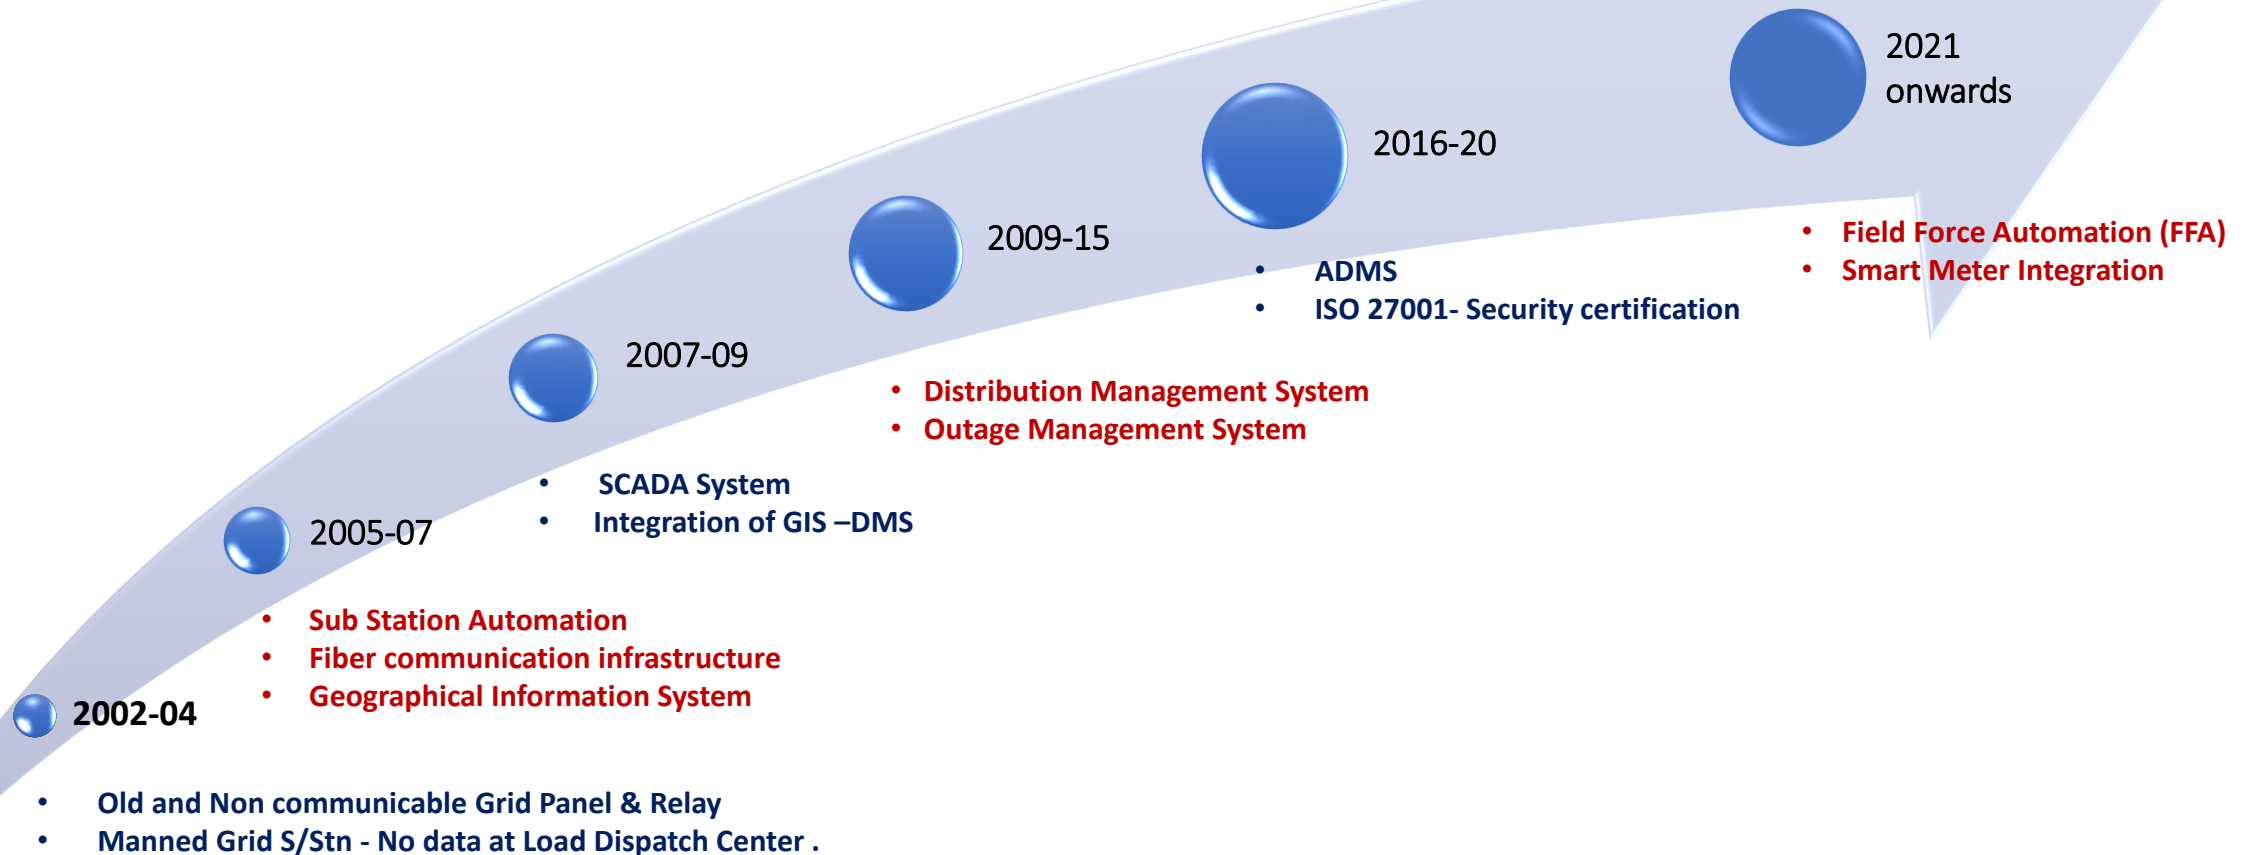 2002-04
• Old and Non communicable Grid Panel & Relay
• Manned Grid S/Stn - No data at Load Dispatch Center .
2005-07
• Sub Station Automation
• Fiber communication infrastructure
• Geographical Information System
2007-09
• SCADA System
• Integration of GIS –DMS
2009-15
• Distribution Management System
• Outage Management System
2016-20
• ADMS
• ISO 27001- Security certification
2021
onwards
• Field Force Automation (FFA)
• Smart Meter Integration